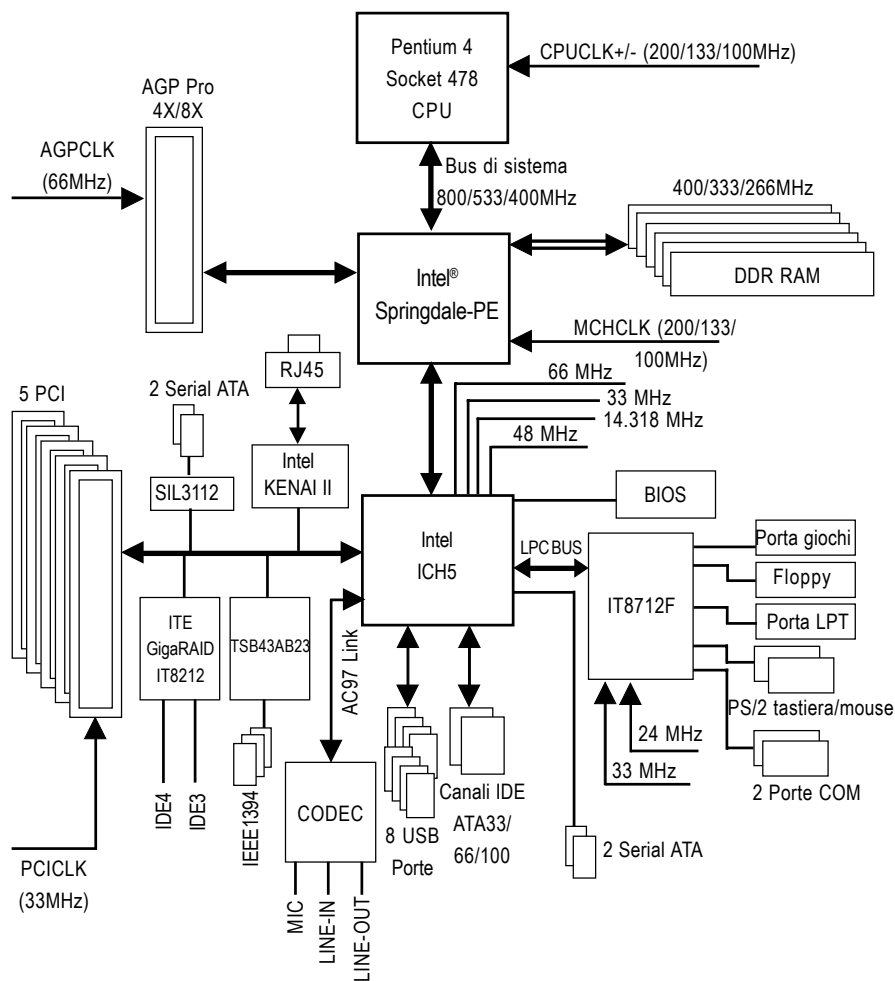 Pentium 4
Socket 478
CPU
CPUCLK+/- (200/133/100MHz)
AGP Pro
4X/8X
AGPCLK
(66MHz)
Bus di sistema
800/533/400MHz
400/333/266MHz
DDR RAM
Intel®
Springdale-PE
MCHCLK (200/133/
100MHz)
66 MHz
33 MHz
14.318 MHz
48 MHz
RJ45
5 PCI
2 Serial ATA
SIL3112
Intel
KENAI II
Intel
ICH5
BIOS
LPC BUS
IT8712F
Porta giochi
Floppy
Porta LPT
PS/2 tastiera/mouse
24 MHz
33 MHz
2 Porte COM
ITE
GigaRAID
IT8212
TSB43AB23
AC97 Link
IDE4
IDE3
IEEE1394
CODEC
8 USB
Porte
Canali IDE
ATA33/
66/100
2 Serial ATA
PCICLK
(33MHz)
MIC
LINE-IN
LINE-OUT